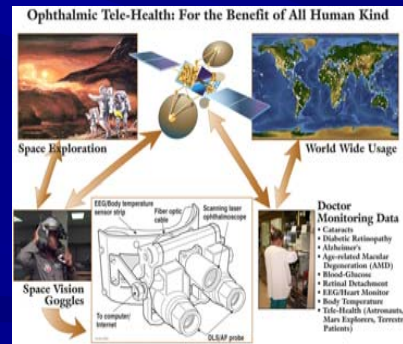 Ophthalmic Tele-Health: For the Benefit of All Human Kind
Space Exploration
World Wide Usage
EEG/Body temperature
sensor strip
Fiber optic
cable
Scanning laser
ophthalmoscope
To computer/
Internet
DLS/AF probe
Space Vision
Goggles
Doctor
Monitoring Data
• Cataracts
• Diabetic Retinopathy
• Alzheimer's
• Age-related Macular
Degeneration (AMD)
• Blood-Glucose
• Retinal Detachment
• EEG/Heart Monitor
• Body Temperature
• Tele-Health (Astronauts,
Mars Explorers, Terrestr
Patients)